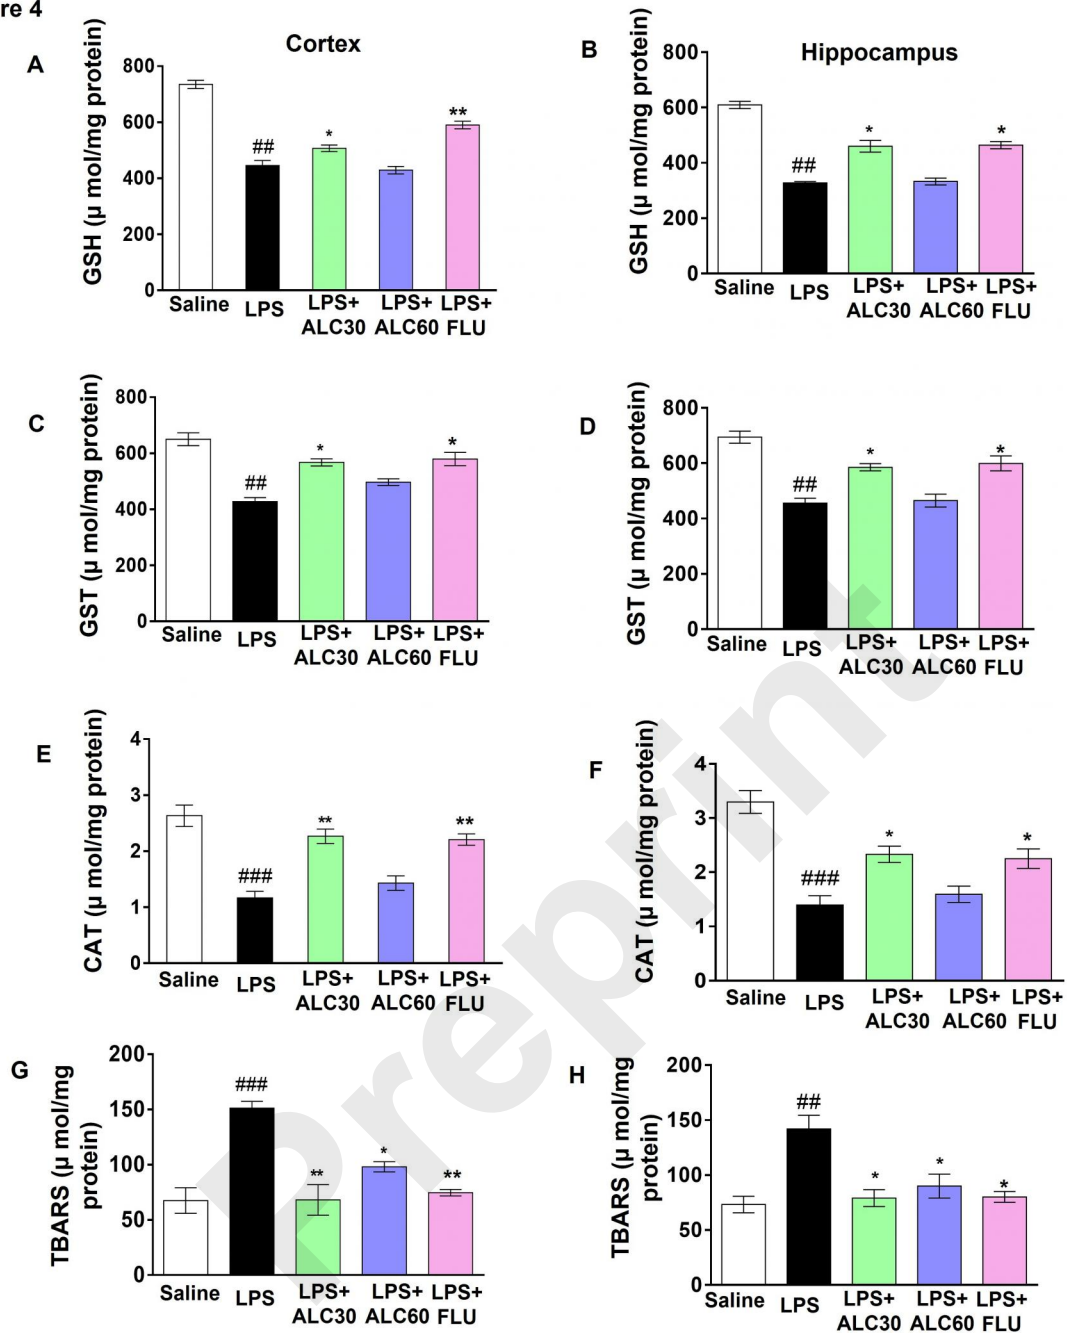 re 4
Cortex
Hippocampus
A
GSH (µ mol/mg protein)
800
600
400
200
0
##
*
**
Saline
LPS
LPS+
ALC30
LPS+
ALC60
LPS+
FLU
B
GSH (µ mol/mg protein)
800
600
400
200
0
##
*
*
Saline
LPS
LPS+
ALC30
LPS+
ALC60
LPS+
FLU
C
GST (µ mol/mg protein)
800
600
400
200
0
##
*
*
Saline
LPS
LPS+
ALC30
LPS+
ALC60
LPS+
FLU
D
GST (µ mol/mg protein)
800
600
400
200
0
##
*
*
Saline
LPS
LPS+
ALC30
LPS+
ALC60
LPS+
FLU
E
CAT (µ mol/mg protein)
4
3
2
1
0
###
**
**
Saline
LPS
LPS+
ALC30
LPS+
ALC60
LPS+
FLU
F
CAT (µ mol/mg protein)
4
3
2
1
0
###
*
*
Saline
LPS
LPS+
ALC30
LPS+
ALC60
LPS+
FLU
G
TBARS (µ mol/mg
protein)
200
150
100
50
0
###
**
*
**
Saline
LPS
LPS+
ALC30
LPS+
ALC60
LPS+
FLU
H
TBARS (µ mol/mg
protein)
200
150
100
50
0
##
*
*
*
Saline
LPS
LPS+
ALC30
LPS+
ALC60
LPS+
FLU
Preprint